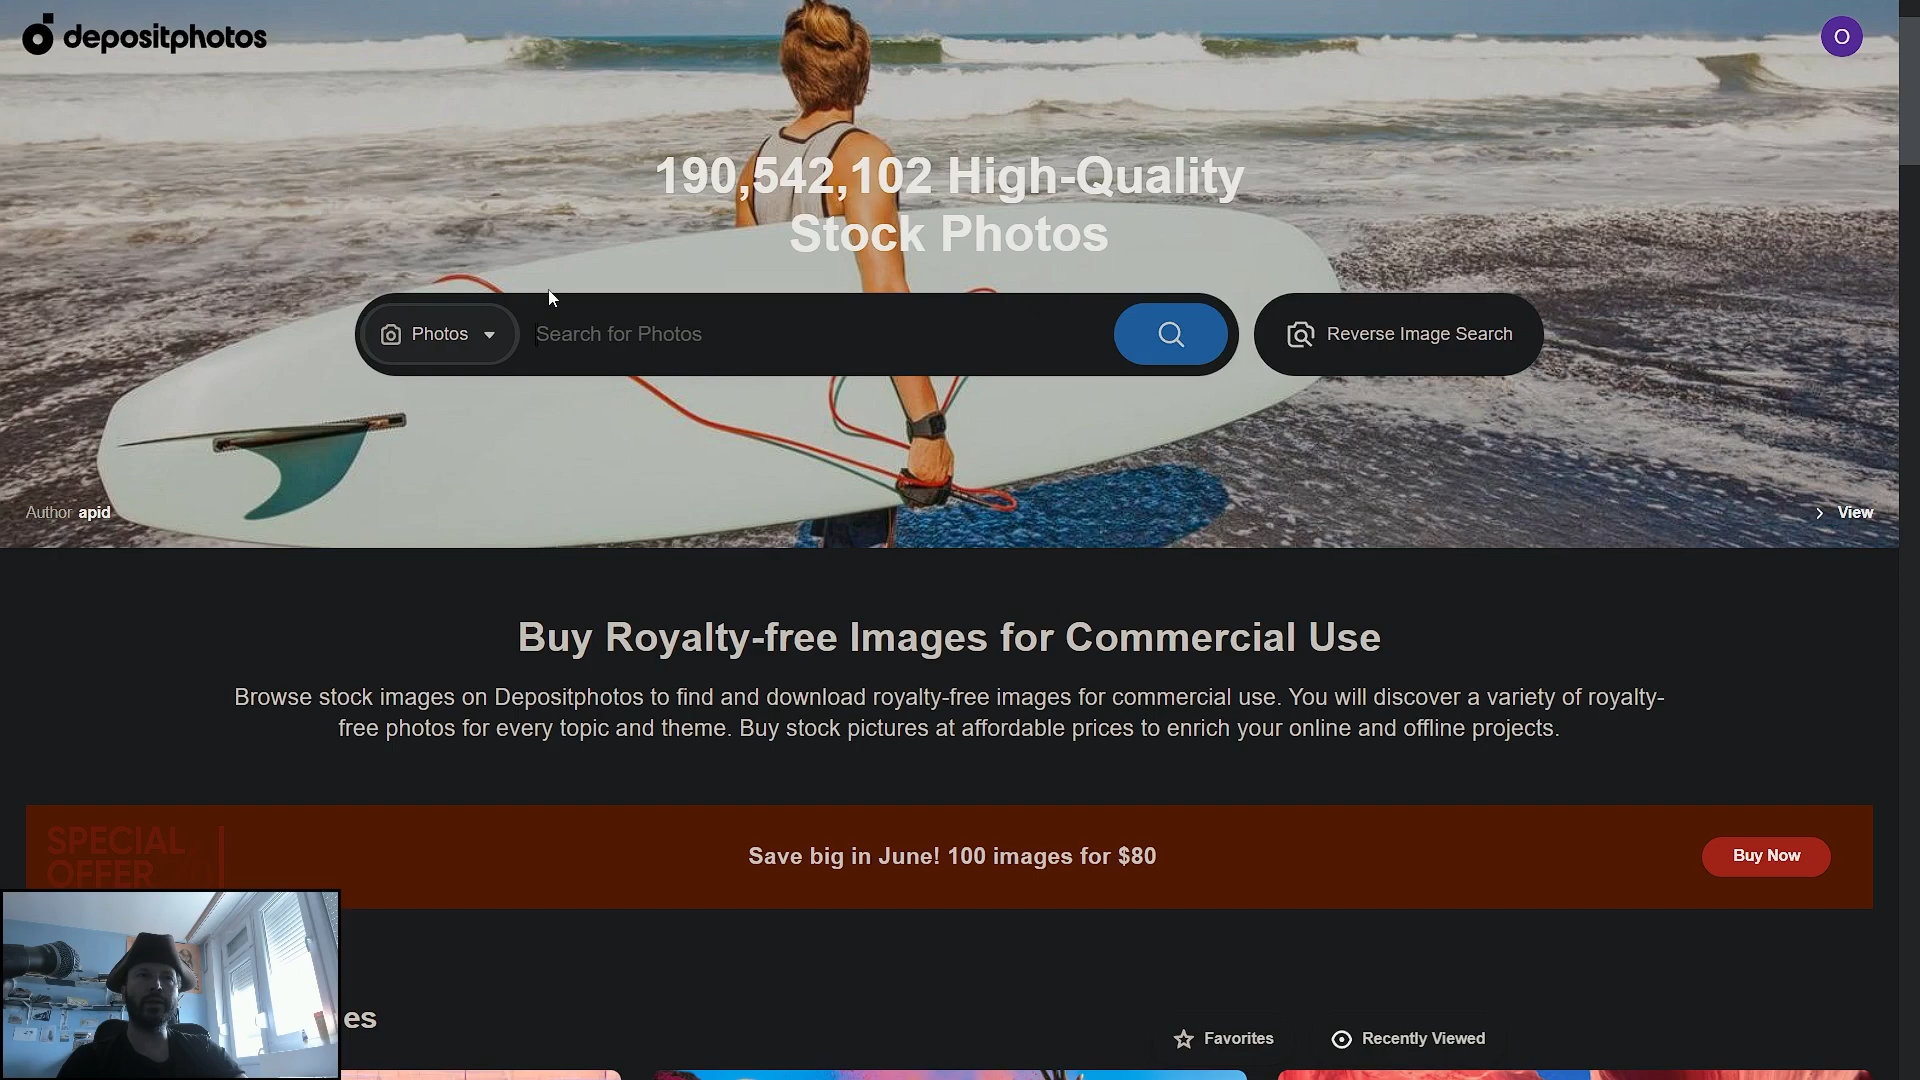 depositphotos
O
190,542,102 High-Quality
Stock Photos
Photos
Search for Photos
Reverse Image Search
Author apid
View
Buy Royalty-free Images for Commercial Use
Browse stock images on Depositphotos to find and download royalty-free images for commercial use. You will discover a variety of royalty-
free photos for every topic and theme. Buy stock pictures at affordable prices to enrich your online and offline projects.
SPECIAL
OFFER
Save big in June! 100 images for $80
Buy Now
es
Favorites
Recently Viewed